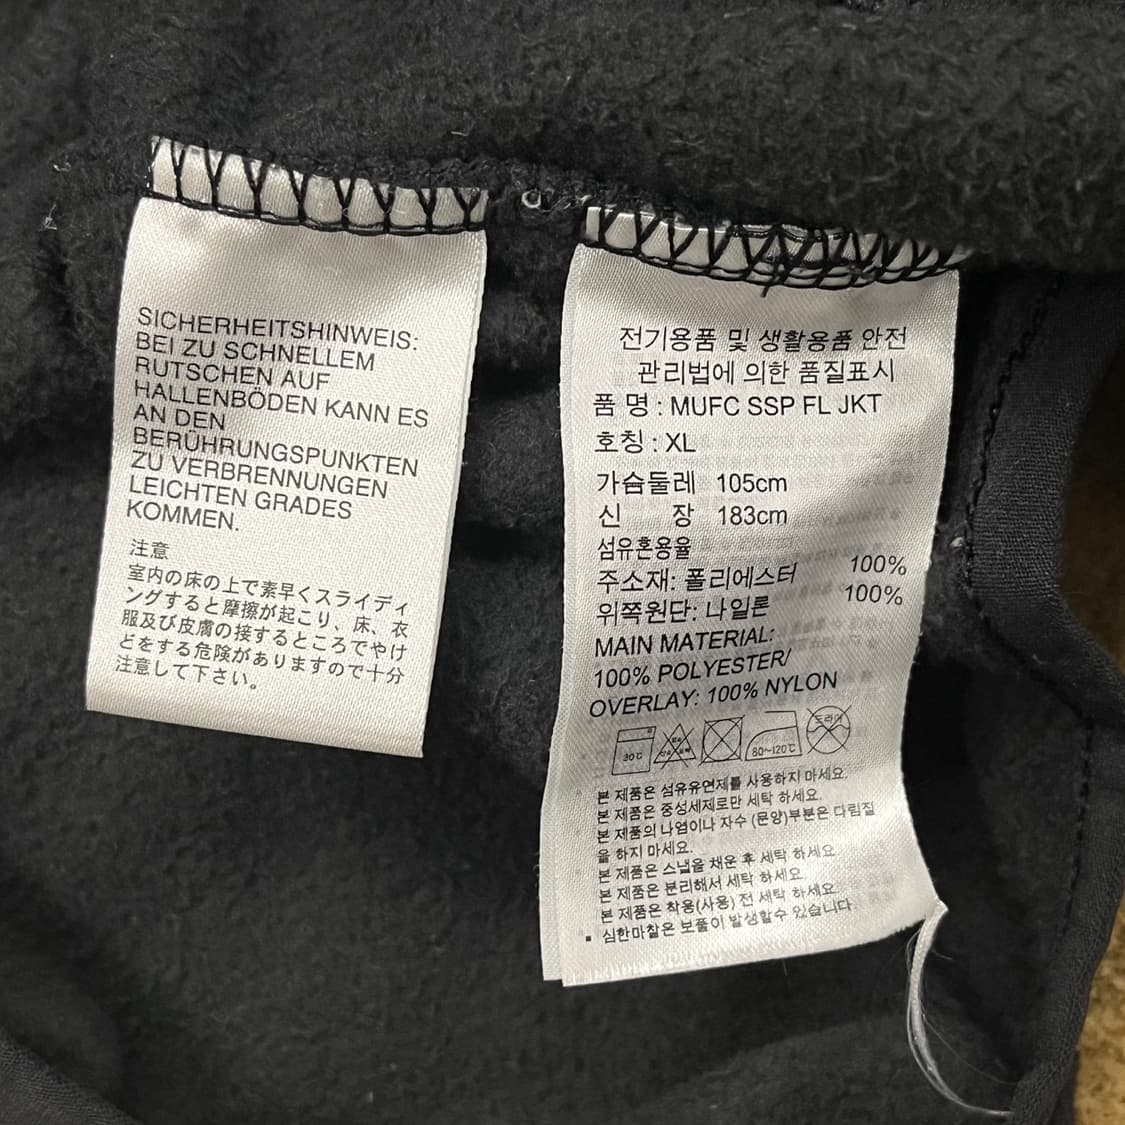 SICHERHEITSHINWEIS:
BEI ZU SCHNELLEM
RUTSCHEN AUF
HALLENBÖDEN KANN ES
AN DEN
BERÜHRUNGSPUNKTEN
ZU VERBRENNUNGEN
LEICHTEN GRADES
KOMMEN.
注意
室内の床の上で素早くスライディ
ングすると摩擦が起こり、床、衣
服及び皮膚の接するところでやけ
どをする危険がありますので十分
注意して下さい。
전기용품 및 생활용품 안전
관리법에 의한 품질표시
품 명 : MUFC SSP FL JKT
호칭 : XL
가슴둘레 105cm
신 장 183cm
섬유혼용율
주소재: 폴리에스터 100%
위쪽원단: 나일론 100%
MAIN MATERIAL:
100% POLYESTER/
OVERLAY: 100% NYLON
30℃ 80~120℃ 드라이
본 제품은 섬유유연제를 사용하지 마세요.
본 제품은 중성세제로만 세탁 하세요.
본 제품의 나염이나 자수 (문양)부분은 다림질
을 하지 마세요.
본 제품은 스냅을 채운 후 세탁 하세요.
본 제품은 분리해서 세탁 하세요.
본 제품은 착용(사용) 전 세탁 하세요.
▪ 심한마찰은 보풀이 발생할수 있습니다.